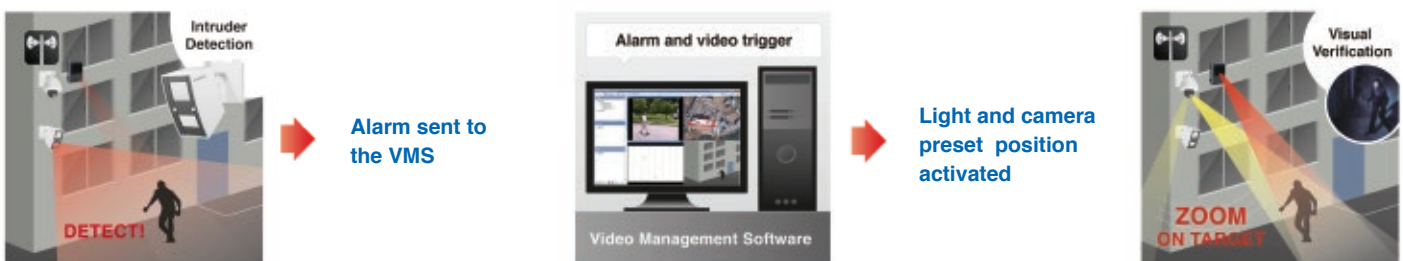 Intruder
Detection
DETECT!
Alarm sent to
the VMS
Alarm and video trigger
Video Management Software
Light and camera
preset position
activated
Visual
Verification
ZOOM
ON TARGET